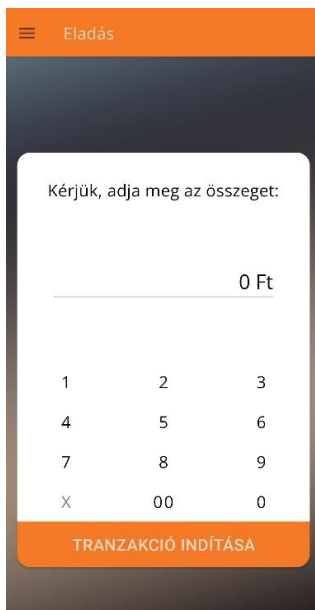 Eladás
Kérjük, adja meg az összeget:
0 Ft
1 2 3
4 5 6
7 8 9
X 00 0
TRANZAKCIÓ INDÍTÁSA